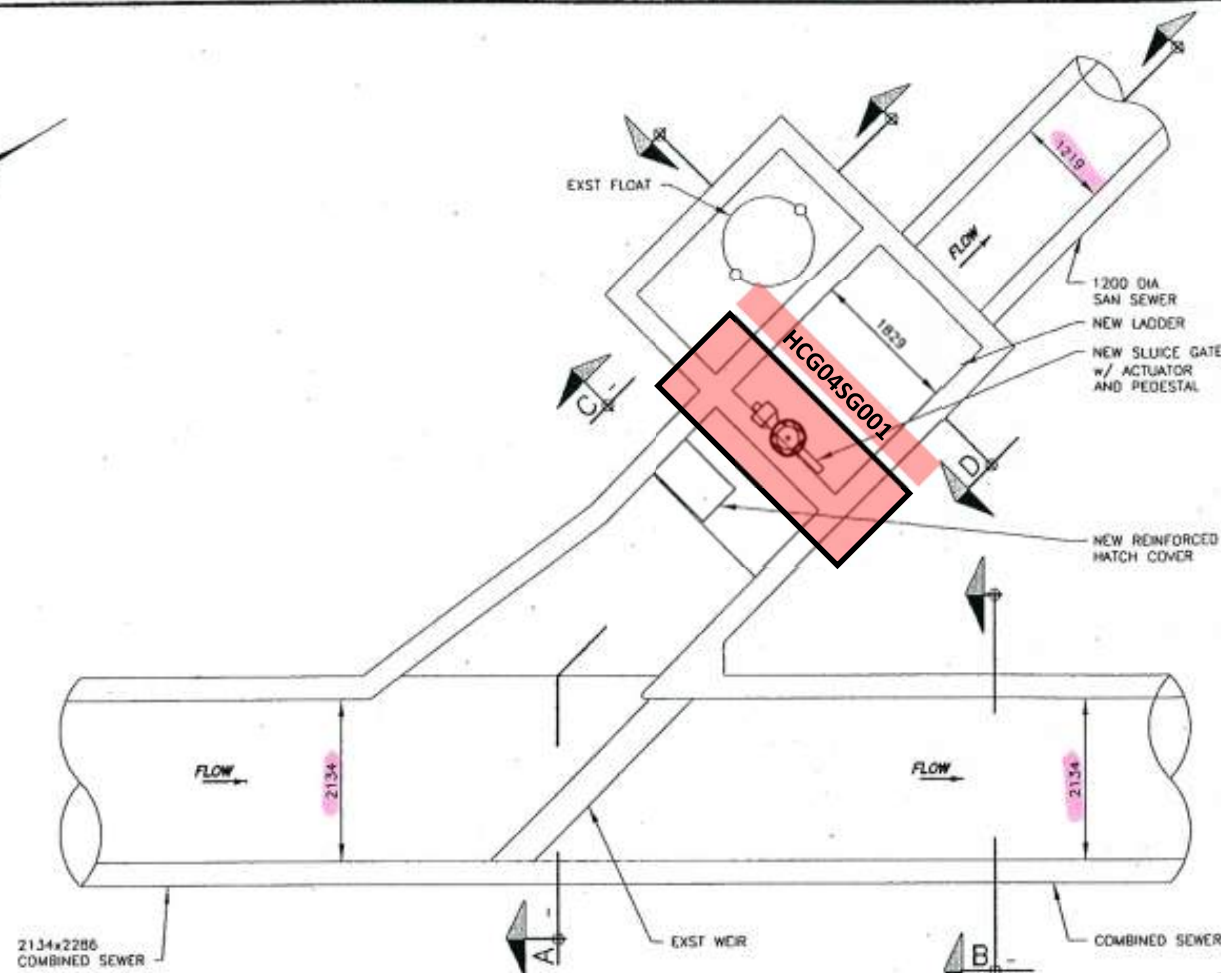 1219
EXST FLOAT
FLOW
1200 DIA
SAN SEWER
NEW LADDER
1829
HCG04SG001
NEW SLUICE GATE
w/ ACTUATOR
AND PEDESTAL
C -
D
NEW REINFORCED
HATCH COVER
FLOW
2134
FLOW
2134
2134x2286
COMBINED SEWER
A -
EXST WEIR
B -
COMBINED SEWER